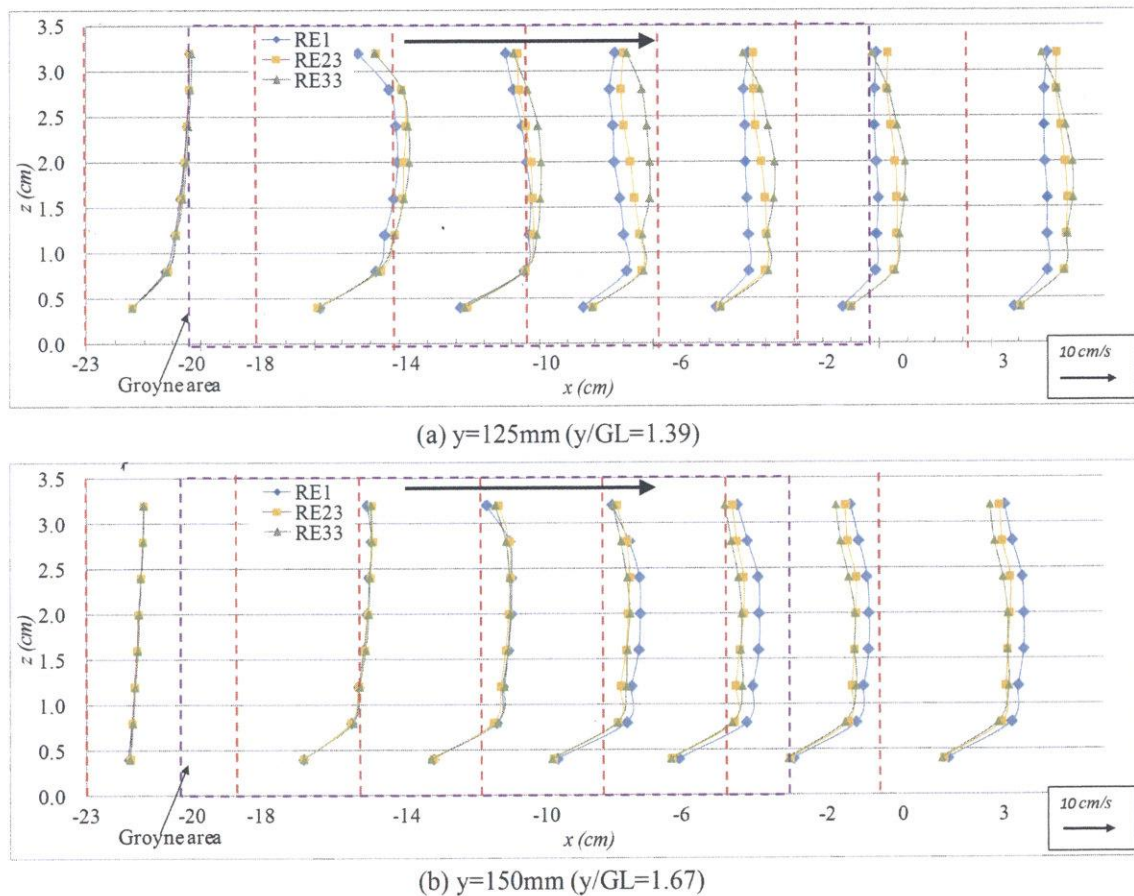 3.5
3.0
2.5
2.0
1.5
1.0
0.5
0.0
z (cm)
RE1
RE23
RE33
-23 -20 -18 -14 -10 -6 -2 0 3
Groyne area
x (cm)
10 cm/s
(a) y=125mm (y/GL=1.39)
3.5
3.0
2.5
2.0
1.5
1.0
0.5
0.0
z (cm)
RE1
RE23
RE33
-23 -20 -18 -14 -10 -6 -2 0 3
Groyne area
x (cm)
10 cm/s
(b) y=150mm (y/GL=1.67)